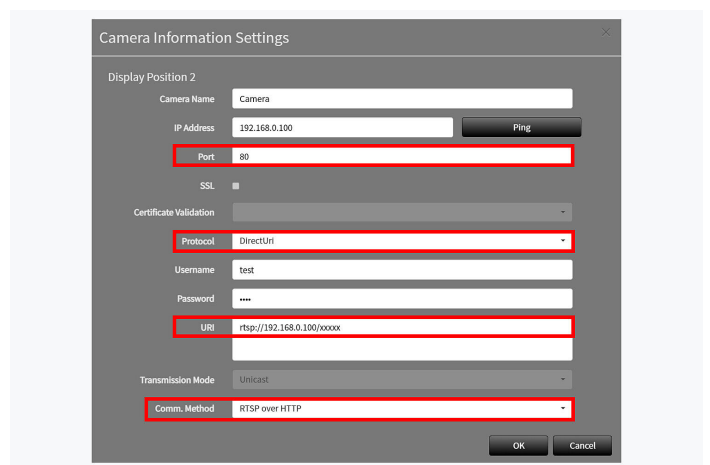 Camera Information Settings
Display Position 2
Camera Name Camera
IP Address 192.168.0.100 Ping
Port 80
SSL
Certificate Validation
Protocol DirectUri
Username test
Password ••••
URI rtsp://192.168.0.100/xxxxx
Transmission Mode Unicast
Comm. Method RTSP over HTTP
OK Cancel